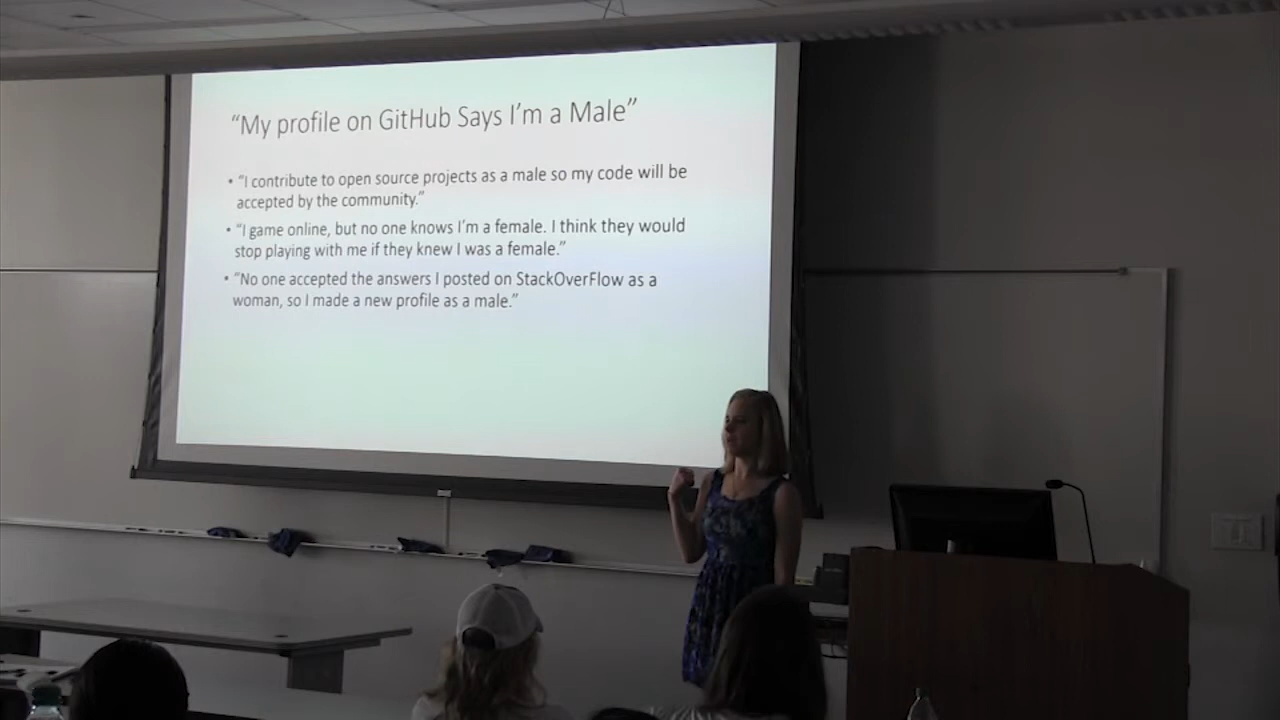 “My profile on GitHub Says I’m a Male”
• “I contribute to open source projects as a male so my code will be
accepted by the community.”
• “I game online, but no one knows I’m a female. I think they would
stop playing with me if they knew I was a female.”
• “No one accepted the answers I posted on StackOverFlow as a
woman, so I made a new profile as a male.”